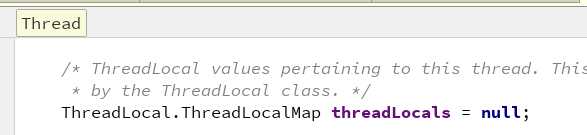 Thread
/* ThreadLocal values pertaining to this thread. This
* by the ThreadLocal class. */
ThreadLocal.ThreadLocalMap threadLocals = null;